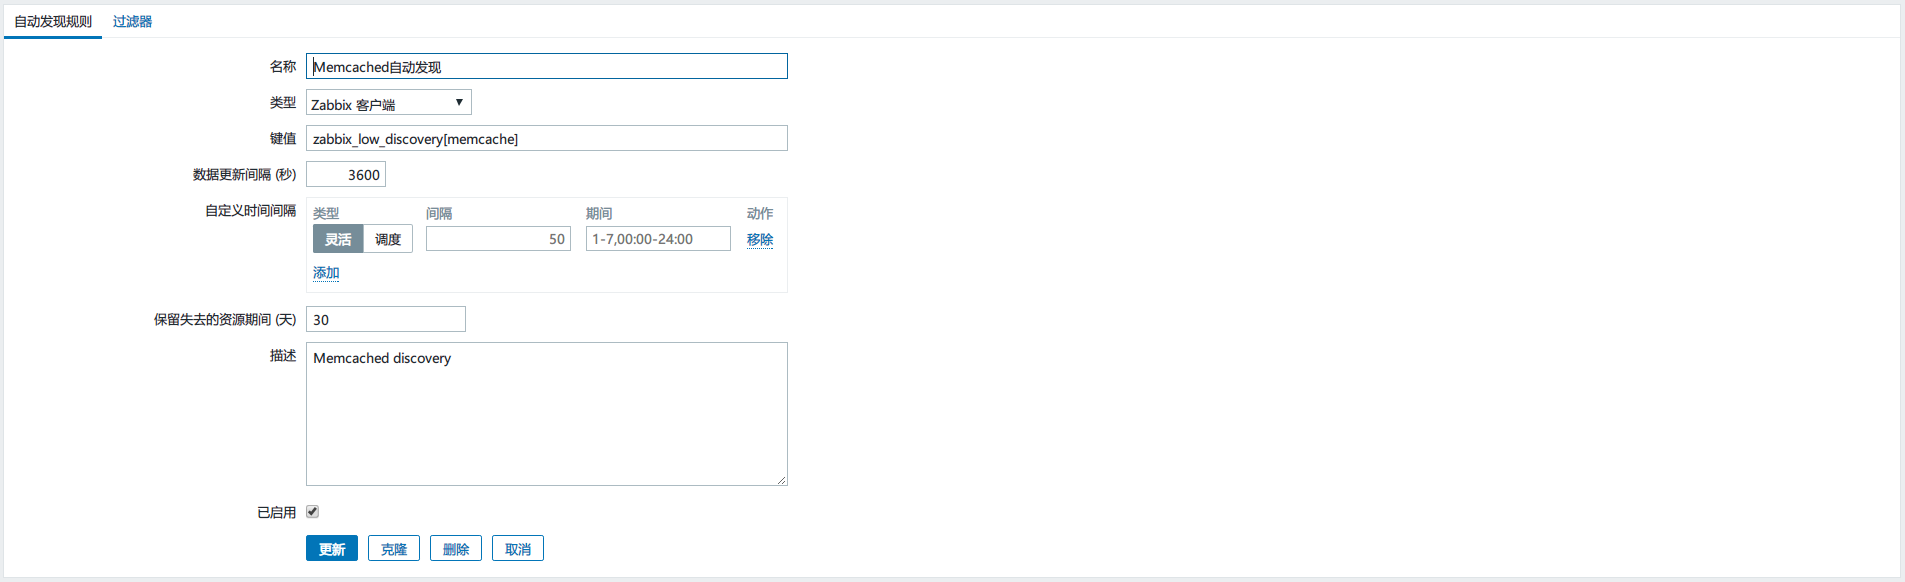 自动发现规则 过滤器
名称 Memcached自动发现
类型 Zabbix 客户端
键值 zabbix_low_discovery[memcache]
数据更新间隔 (秒) 3600
自定义时间间隔 类型 间隔 期间 动作
灵活 调度 50 1-7,00:00-24:00 移除
添加
保留失去的资源期间 (天) 30
描述 Memcached discovery
已启用
更新 克隆 删除 取消